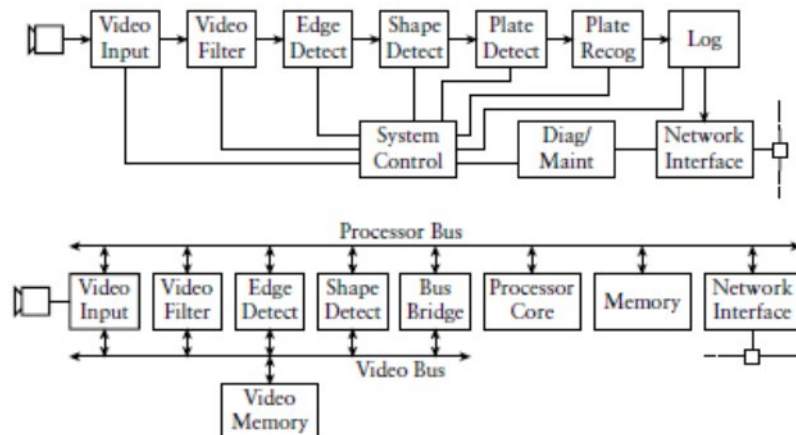 Video Input
Video Filter
Edge Detect
Shape Detect
Plate Detect
Plate Recog
Log
System Control
Diag/ Maint
Network Interface
Processor Bus
Video Input
Video Filter
Edge Detect
Shape Detect
Bus Bridge
Processor Core
Memory
Network Interface
Video Bus
Video Memory